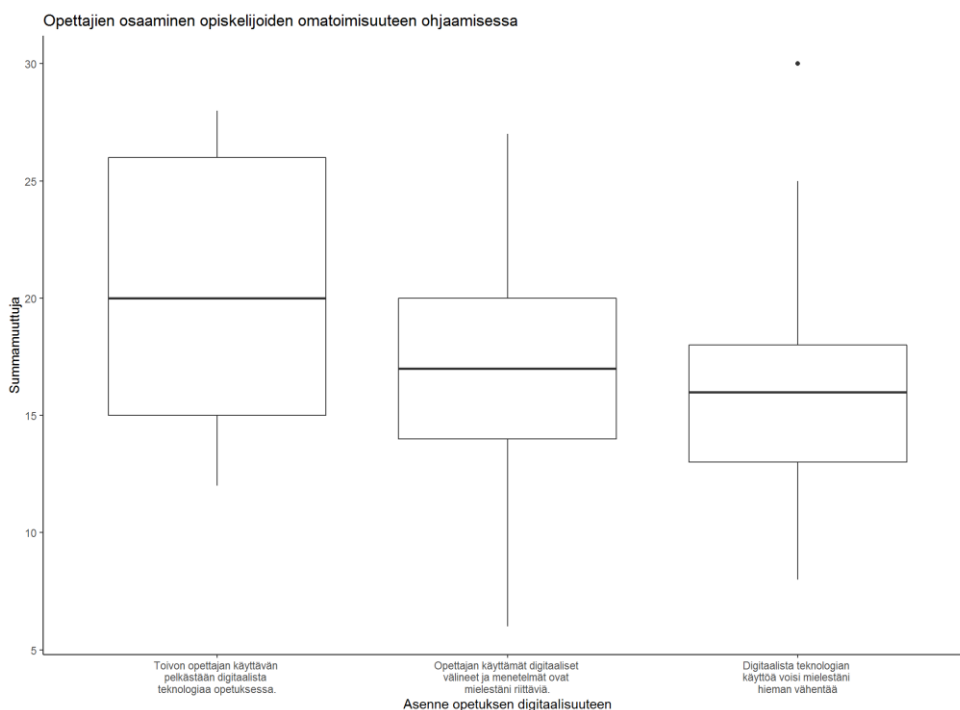 Opettajien osaaminen opiskelijoiden omatoimisuuteen ohjaamisessa
30
25
20
15
10
5
Summamuuttuja
Toivon opettajan käyttävän
pelkästään digitaalista
teknologiaa opetuksessa.
Opettajan käyttämät digitaaliset
välineet ja menetelmät ovat
mielestäni riittäviä.
Digitaalista teknologian
käyttöä voisi mielestäni
hieman vähentää
Asenne opetuksen digitaalisuuteen